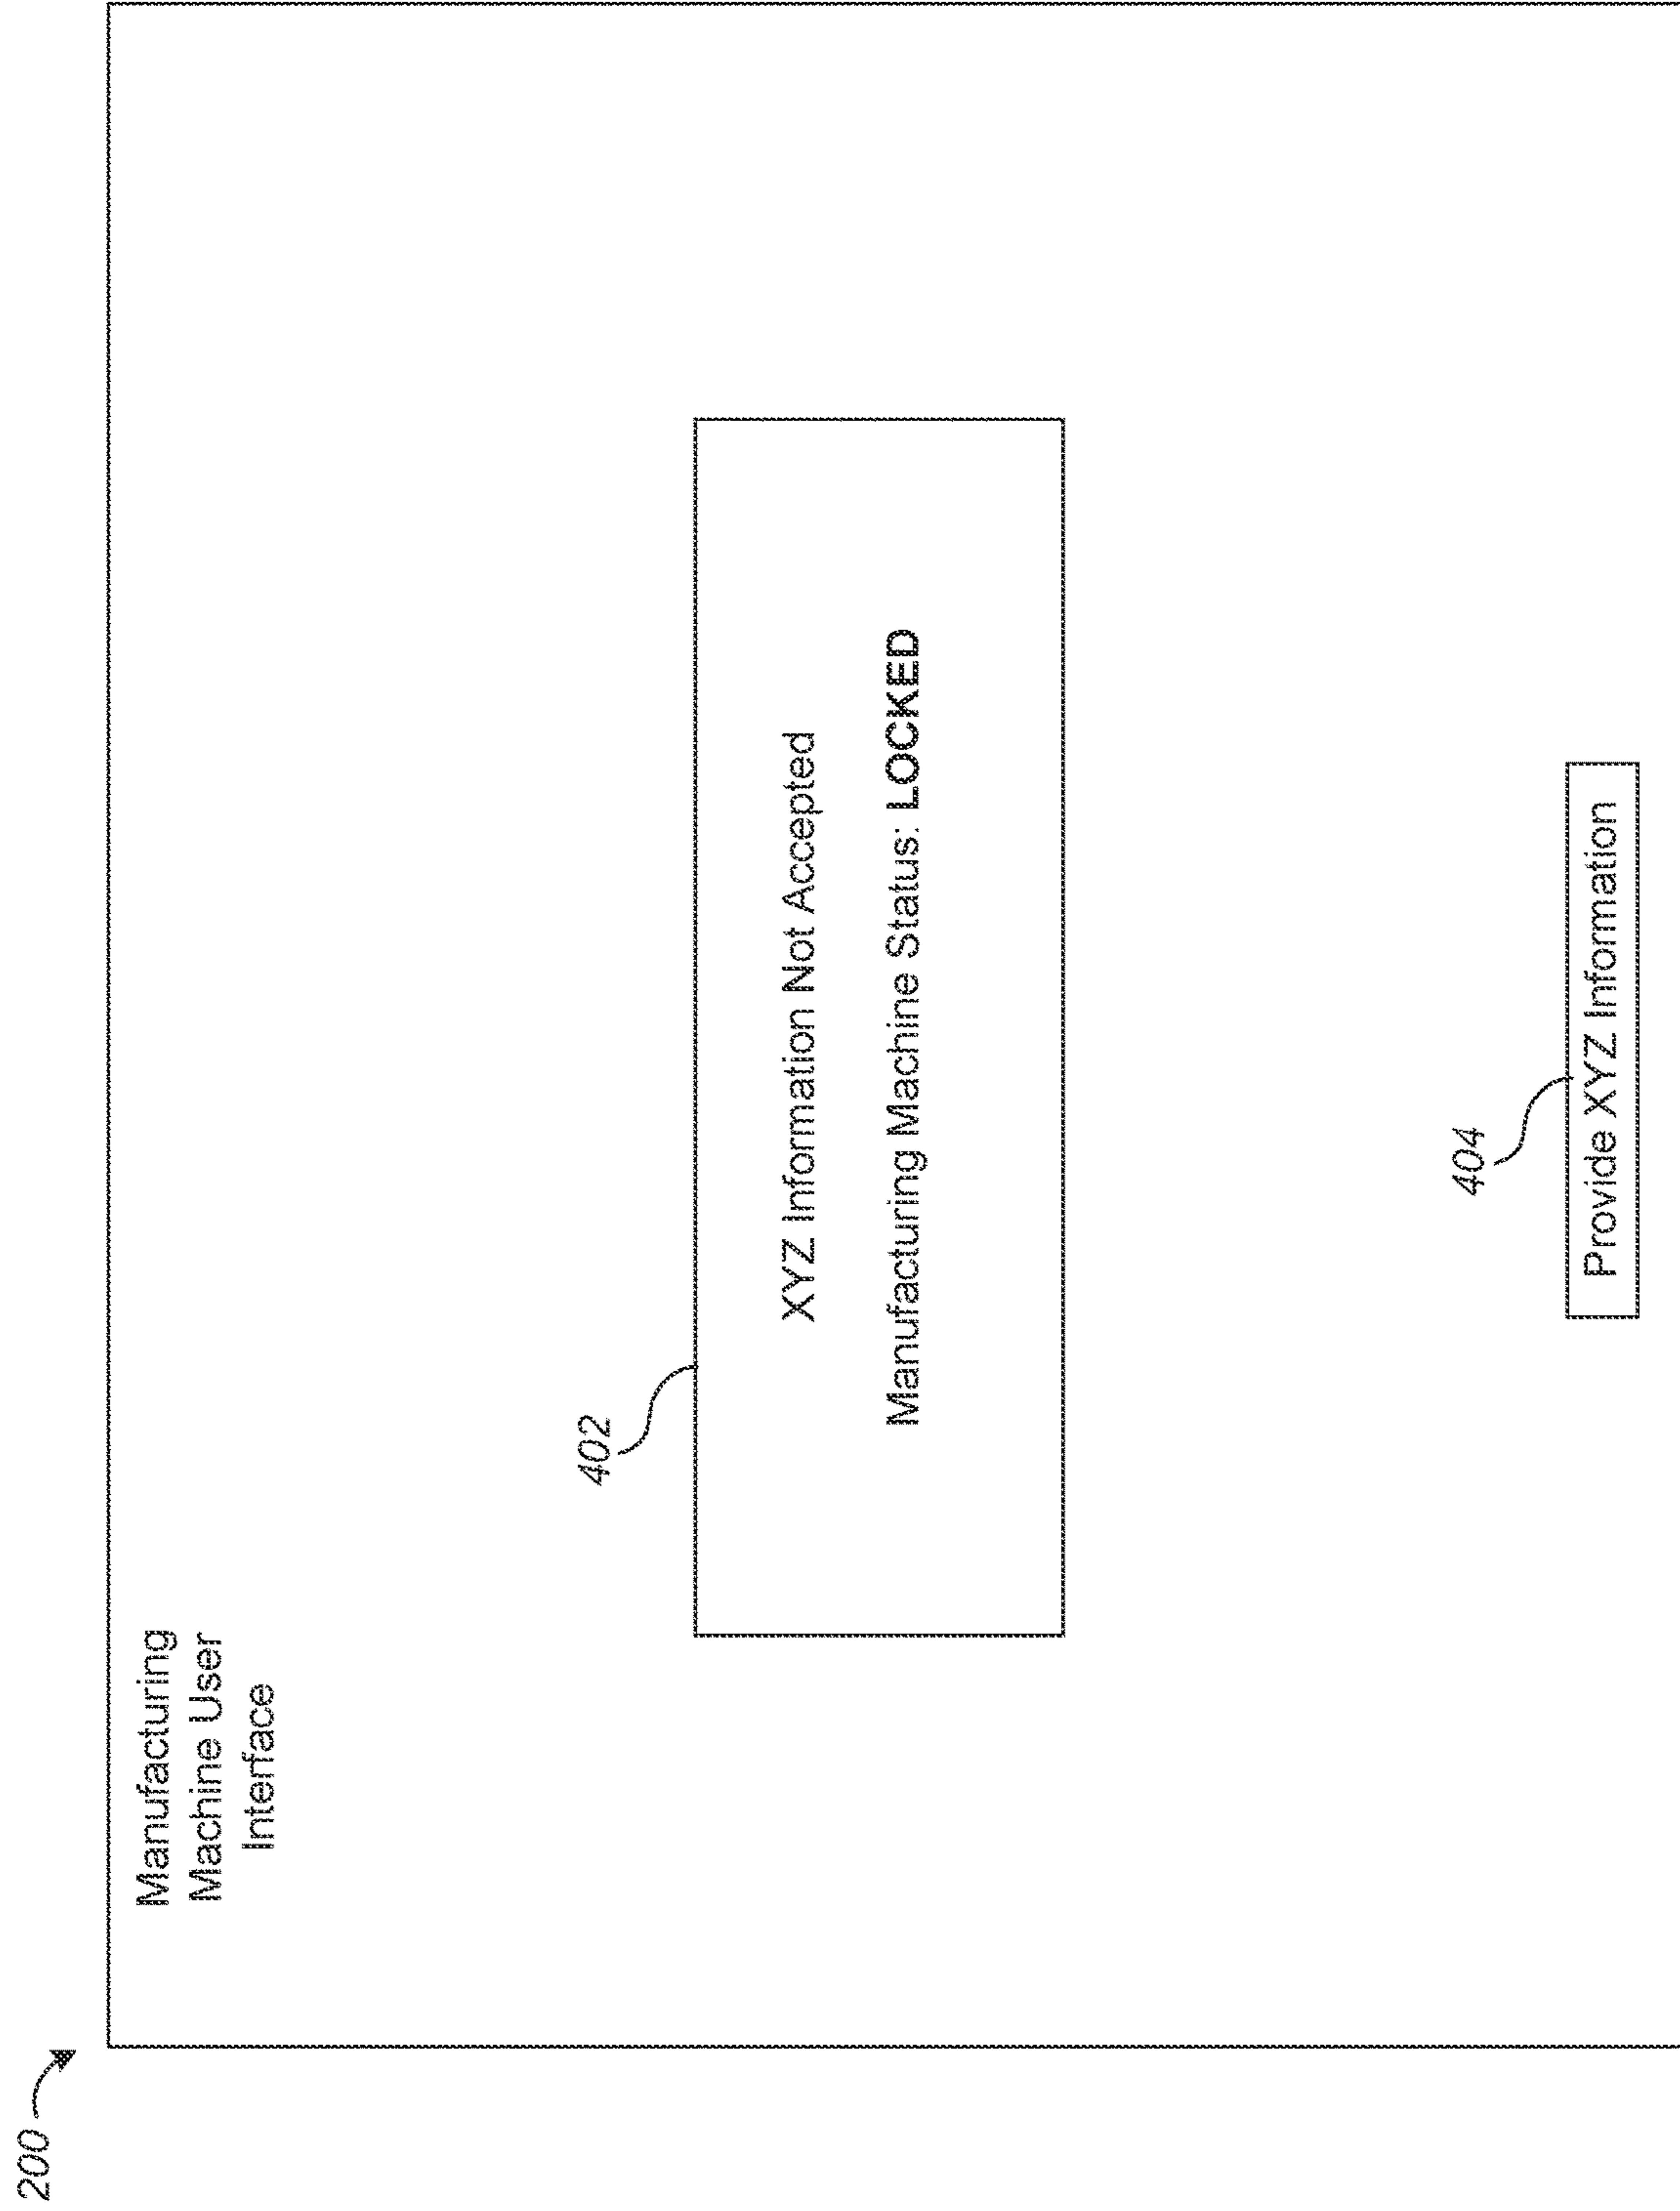 200
Manufacturing
Machine User
Interface
402
XYZ Information Not Accepted
Manufacturing Machine Status: LOCKED
404
Provide XYZ Information